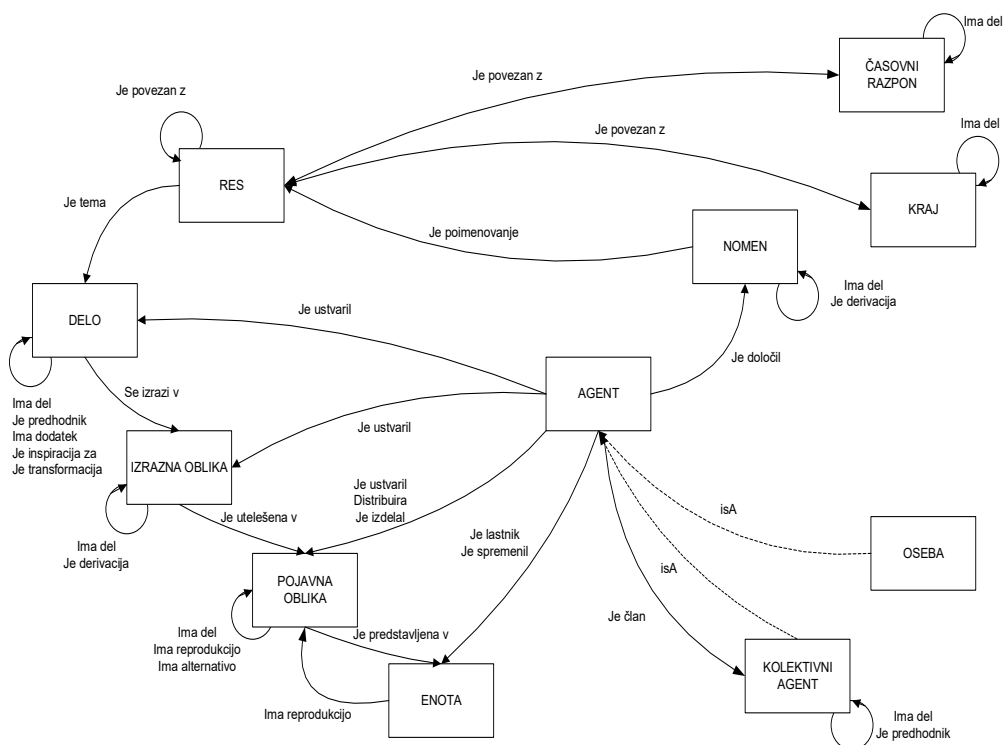 Ima del
ČASOVNI
RAZPON
Je povezan z
Je povezan z
Je povezan z
Ima del
RES
KRAJ
Je tema
Je poimenovanje
NOMEN
Ima del
Je derivacija
DELO
Je ustvaril
Je določil
Se izrazi v
AGENT
Ima del
Je predhodnik
Ima dodatek
Je inspiracija za
Je transformacija
Je ustvaril
IZRAZNA OBLIKA
Je ustvaril
Distribuira
Je izdelal
Je utelešena v
Ima del
Je derivacija
Je lastnik
Je spremenil
isA
OSEBA
isA
POJAVNA
OBLIKA
Je član
Ima del
Ima reprodukcijo
Ima alternativo
Je predstavljena v
KOLEKTIVNI
AGENT
ENOTA
Ima reprodukcijo
Ima del
Je predhodnik